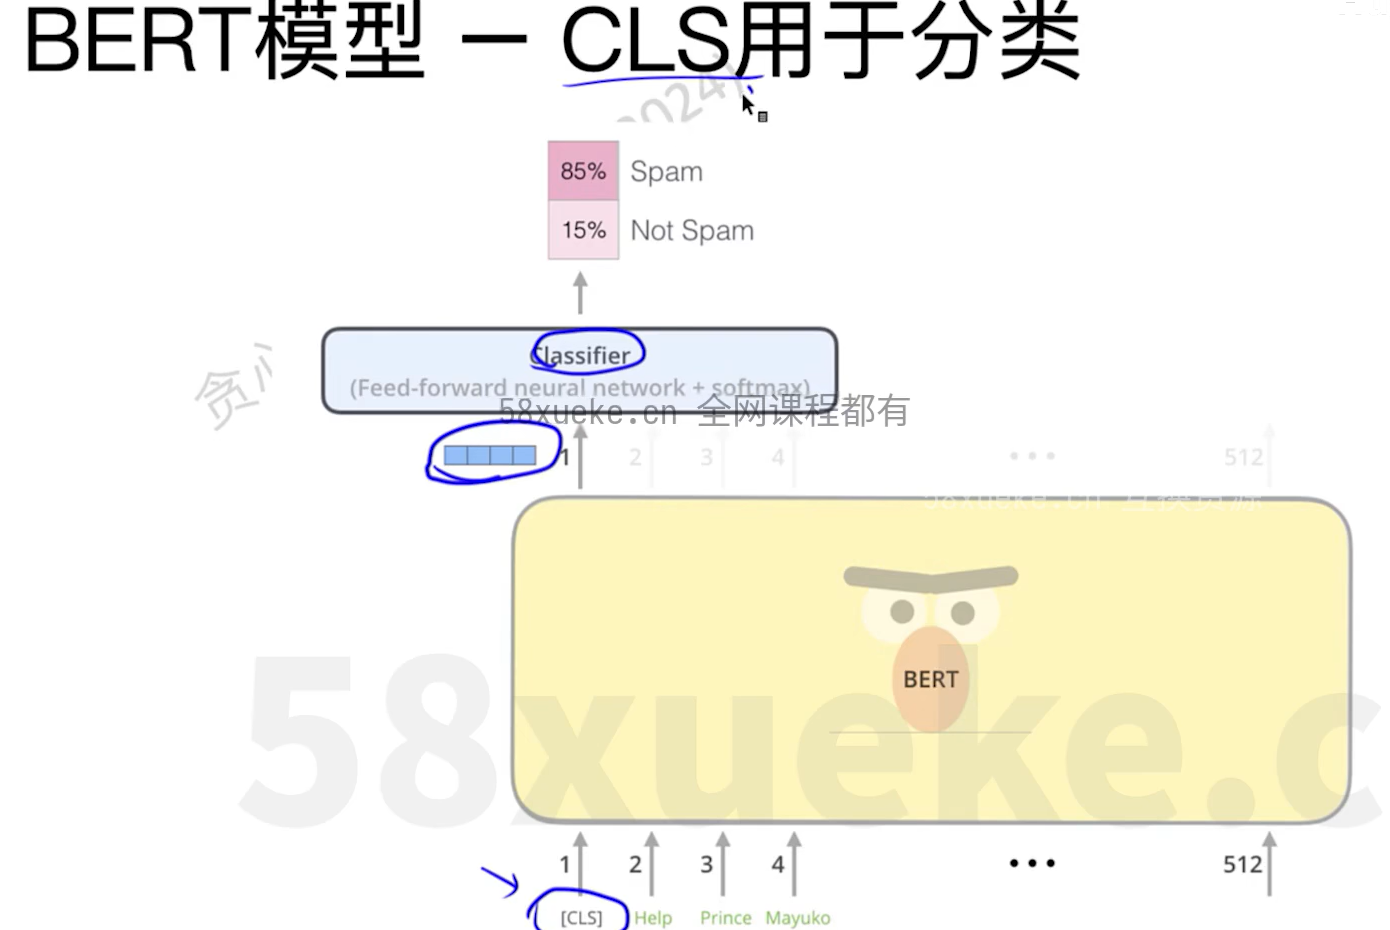 BERT模型 — CLS用于分类
2024
85% Spam
15% Not Spam
Classifier
(Feed-forward neural network + softmax)
58xueke.cn 全网课程都有
贪心
1 2 3 4 ••• 512
BERT
58xueke.c
1 2 3 4 ••• 512
[CLS] Help Prince Mayuko